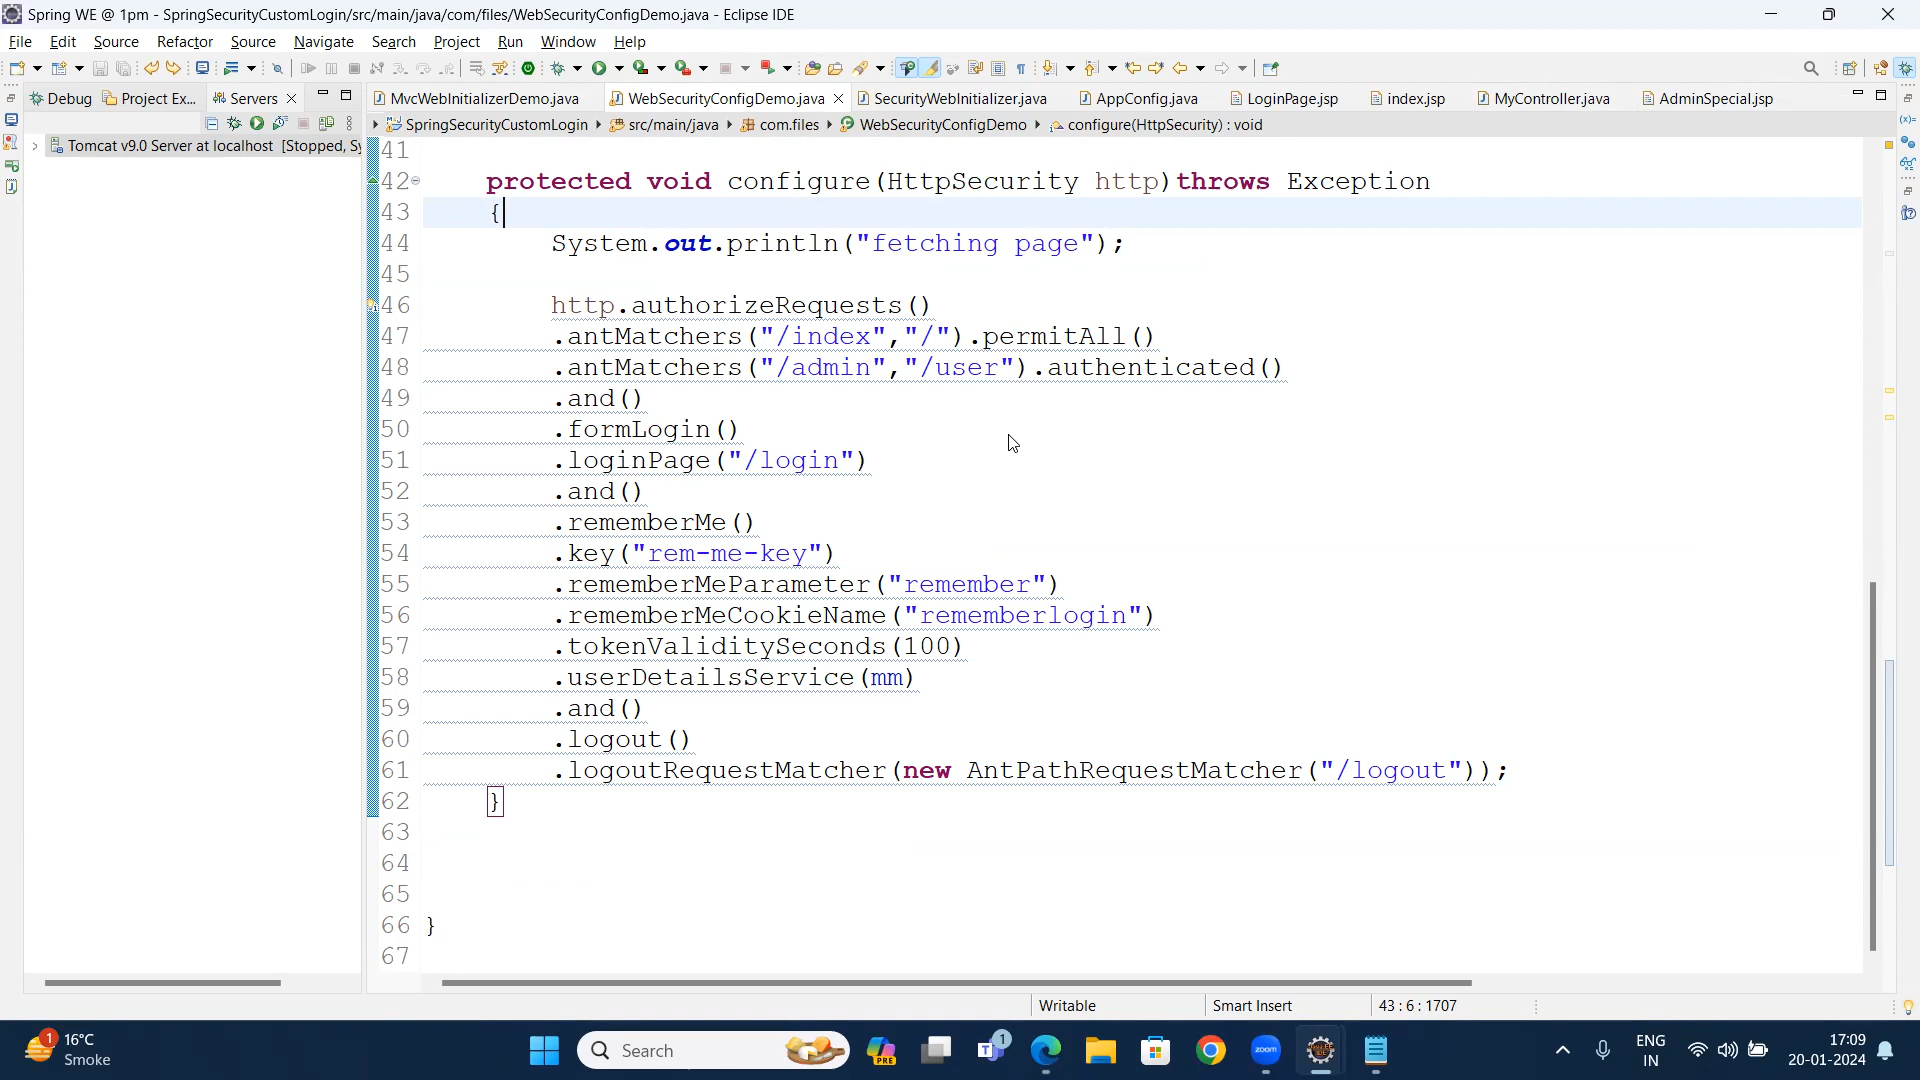 Spring WE @ 1pm - SpringSecurityCustomLogin/src/main/java/com/files/WebSecurityConfigDemo.java - Eclipse IDE
File Edit Source Refactor Source Navigate Search Project Run Window Help
Debug Project Ex... Servers MvcWebInitializerDemo.java WebSecurityConfigDemo.java SecurityWebInitializer.java AppConfig.java LoginPage.jsp index.jsp MyController.java AdminSpecial.jsp
SpringSecurityCustomLogin src/main/java com.files WebSecurityConfigDemo configure(HttpSecurity) : void
Tomcat v9.0 Server at localhost [Stopped, Sy
41
42 protected void configure(HttpSecurity http)throws Exception
43 {
44 System.out.println("fetching page");
45
46 http.authorizeRequests()
47 .antMatchers("/index","/").permitAll()
48 .antMatchers("/admin","/user").authenticated()
49 .and()
50 .formLogin()
51 .loginPage("/login")
52 .and()
53 .rememberMe()
54 .key("rem-me-key")
55 .rememberMeParameter("remember")
56 .rememberMeCookieName("rememberlogin")
57 .tokenValiditySeconds(100)
58 .userDetailsService(mm)
59 .and()
60 .logout()
61 .logoutRequestMatcher(new AntPathRequestMatcher("/logout"));
62 }
63
64
65
66 }
67
Writable Smart Insert 43 : 6 : 1707
1 16°C
Smoke
Search
PRE
1
zoom
ENG
IN
17:09
20-01-2024